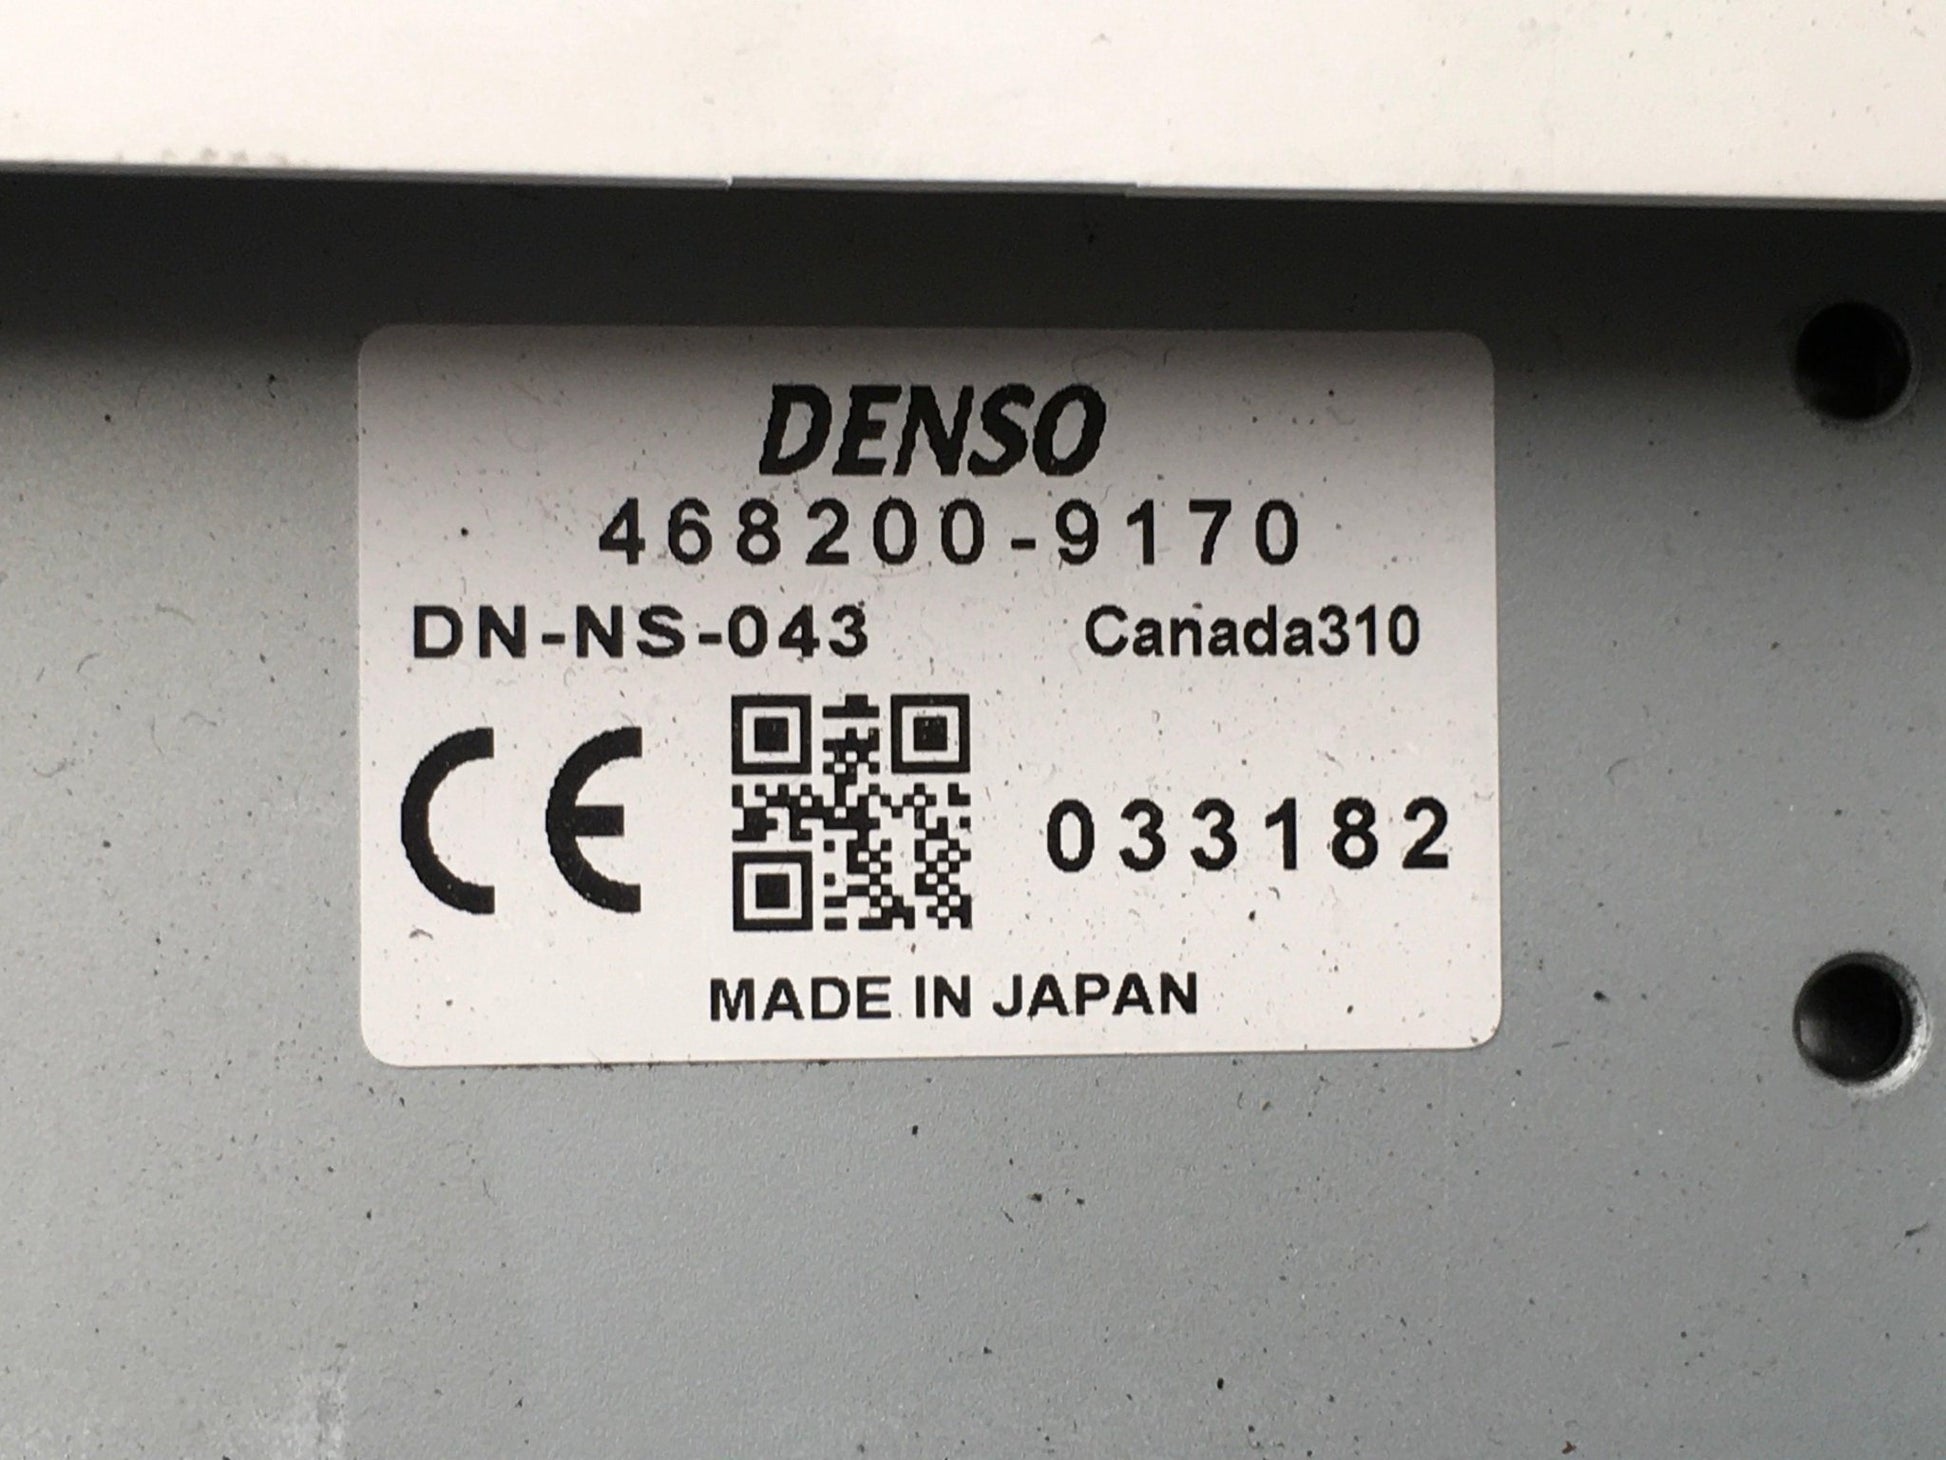 DENSO
468200-9170
DN-NS-043 Canada310
CE
033182
MADE IN JAPAN